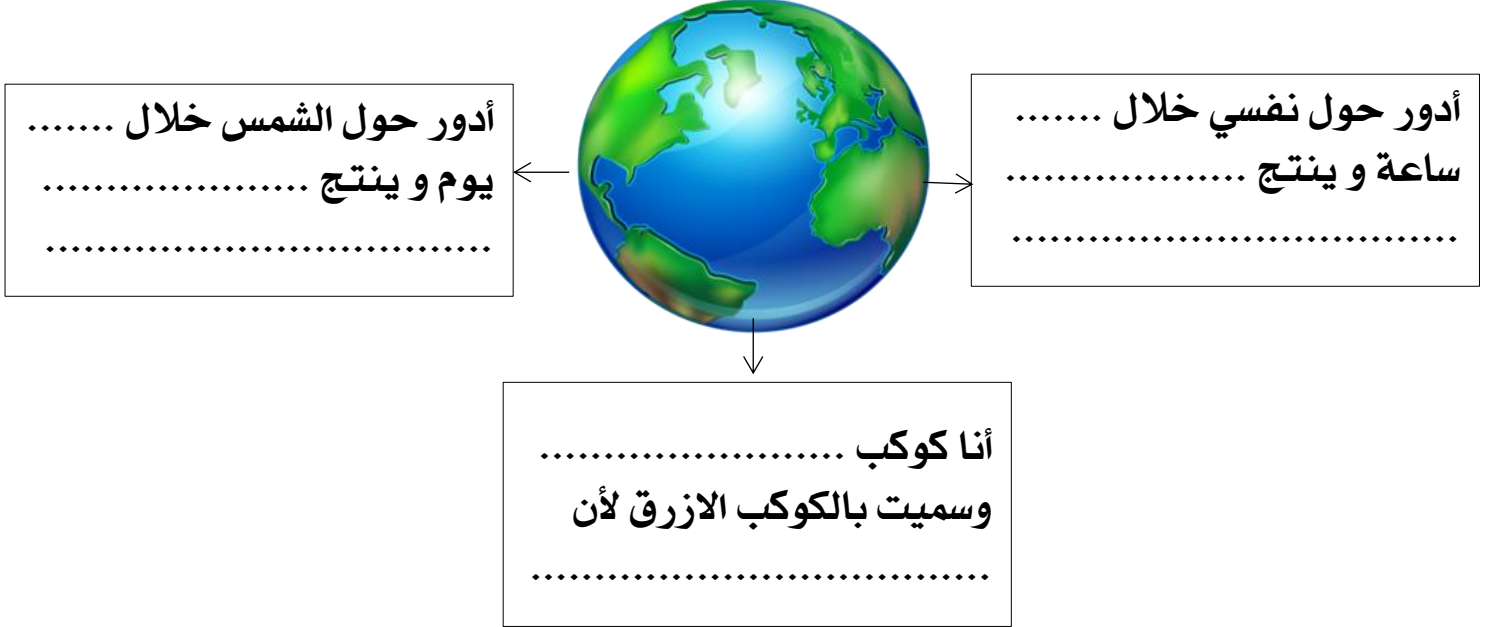 أدور حول نفسي خلال .......
ساعة و ينتج ...................
...................................
أدور حول الشمس خلال .......
يوم و ينتج .....................
...................................
أنا كوكب ........................
وسميت بالكوكب الازرق لأن
....................................